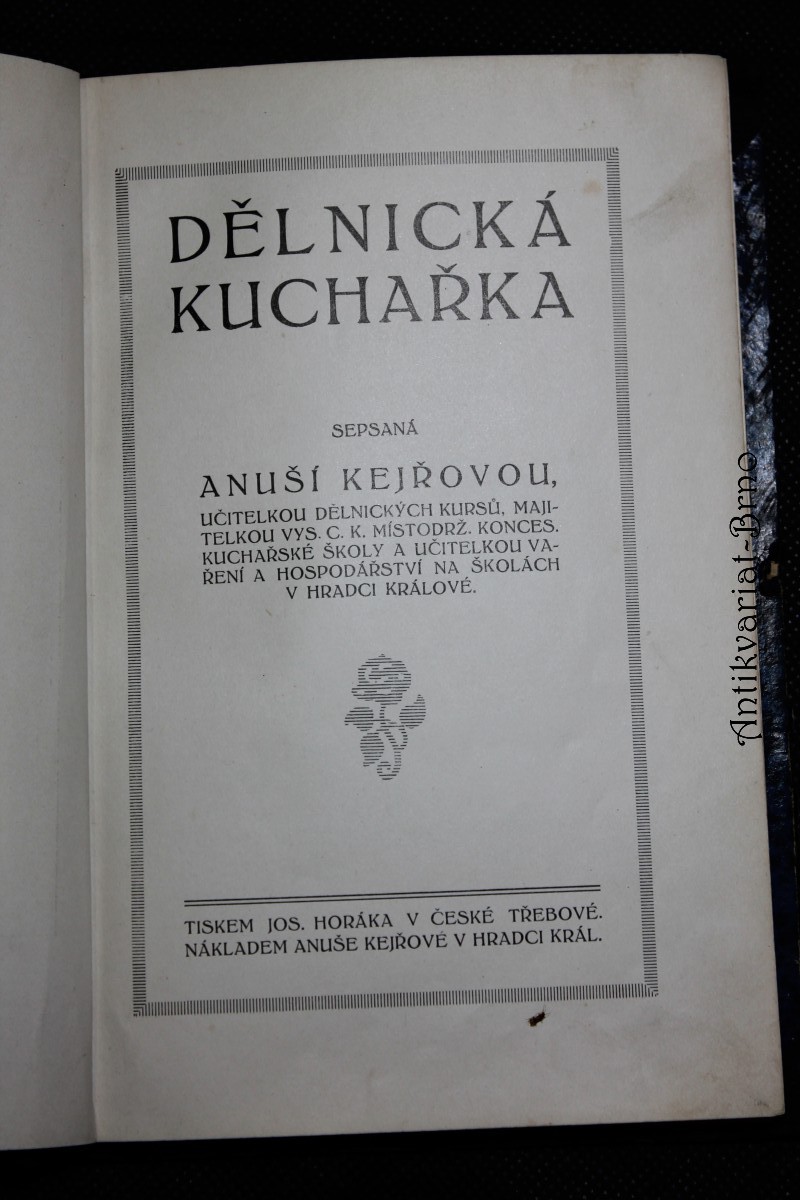 DĚLNICKÁ
KUCHAŘKA
SEPSANÁ
ANUŠÍ KEJŘOVOU,
UČITELKOU DĚLNICKÝCH KURSŮ, MAJI-
TELKOU VYS. C. K. MÍSTODRŽ. KONCES.
KUCHAŘSKÉ ŠKOLY A UČITELKOU VA-
ŘENÍ A HOSPODÁŘSTVÍ NA ŠKOLÁCH
V HRADCI KRÁLOVÉ.
TISKEM JOS. HORÁKA V ČESKÉ TŘEBOVÉ.
NÁKLADEM ANUŠE KEJŘOVÉ V HRADCI KRÁL.
Antikvariat-Brno